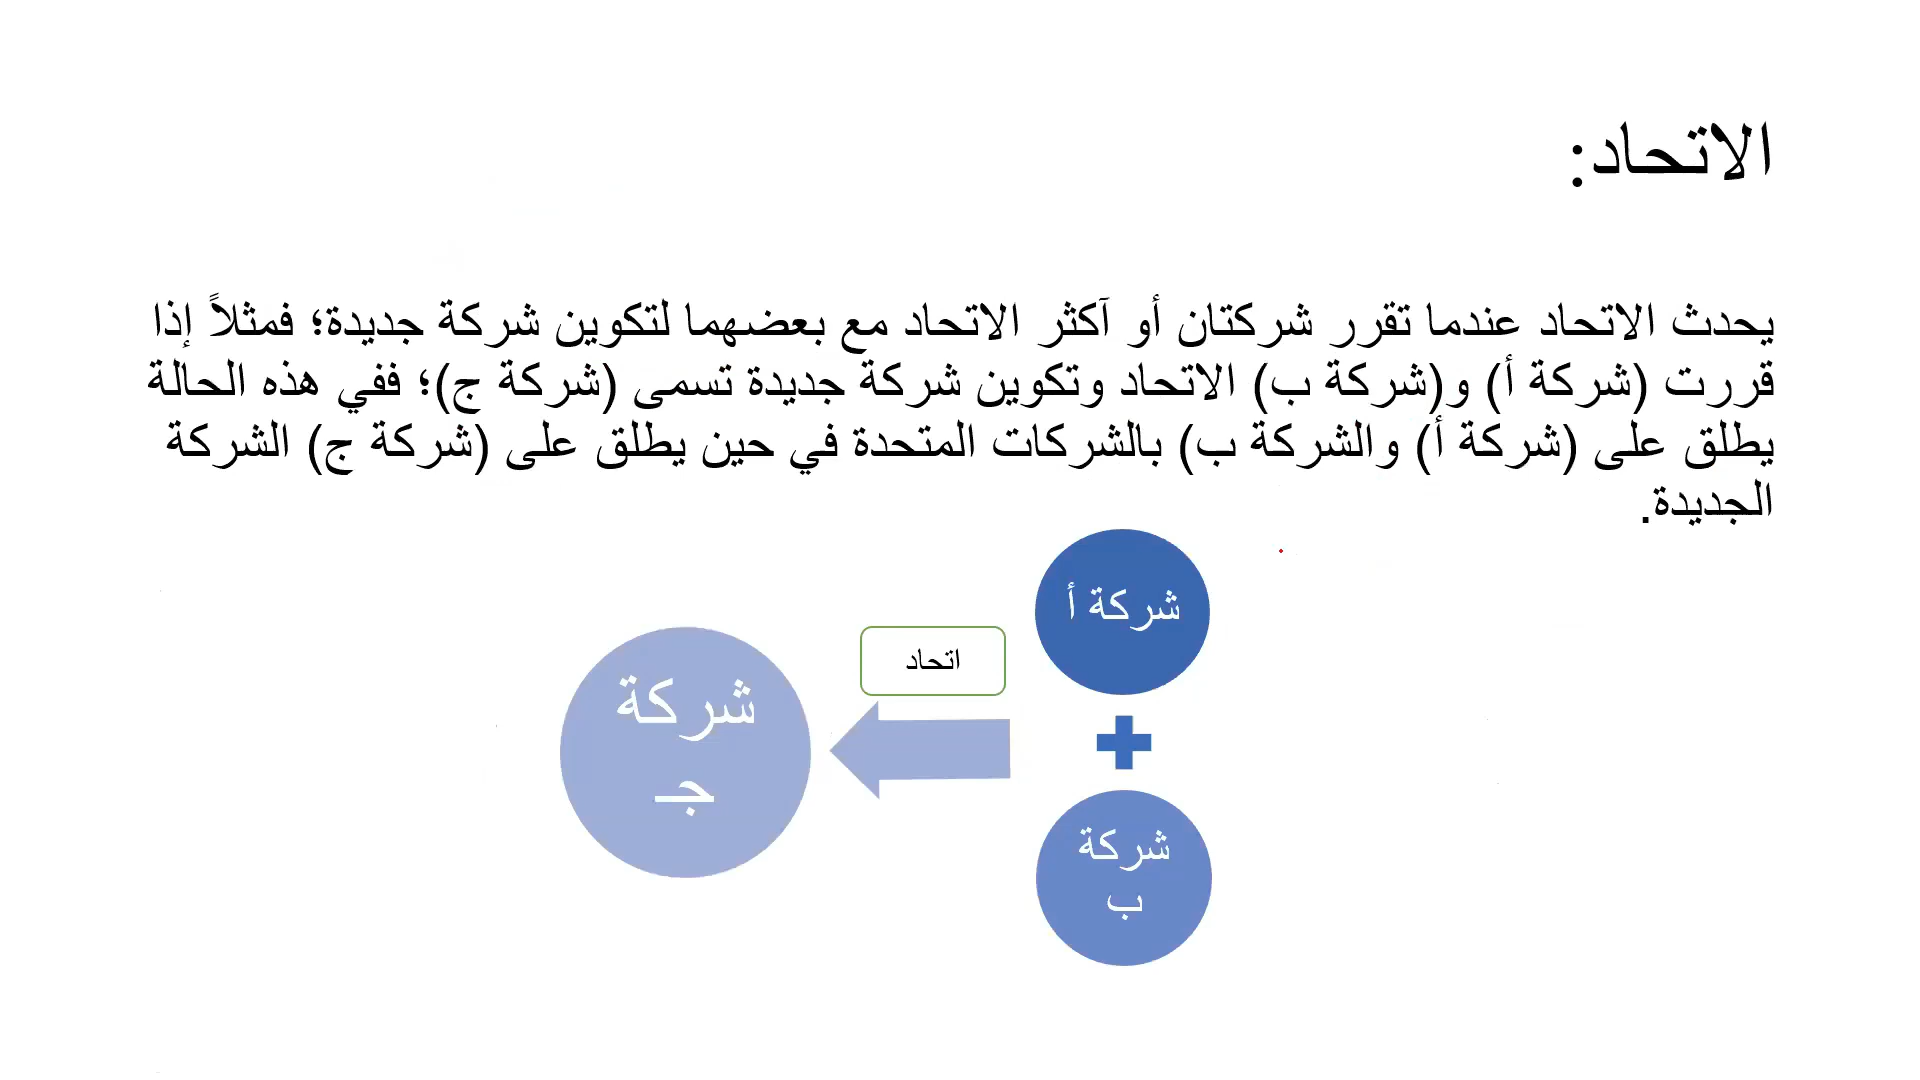 الاتحاد:
يحدث الاتحاد عندما تقرر شركتان أو آكثر الاتحاد مع بعضهما لتكوين شركة جديدة؛ فمثلاً إذا
قررت (شركة أ) و(شركة ب) الاتحاد وتكوين شركة جديدة تسمى (شركة ج)؛ ففي هذه الحالة
يطلق على (شركة أ) والشركة ب) بالشركات المتحدة في حين يطلق على (شركة ج) الشركة
الجديدة.
شركة أ
اتحاد
شركة
جـ
شركة
ب